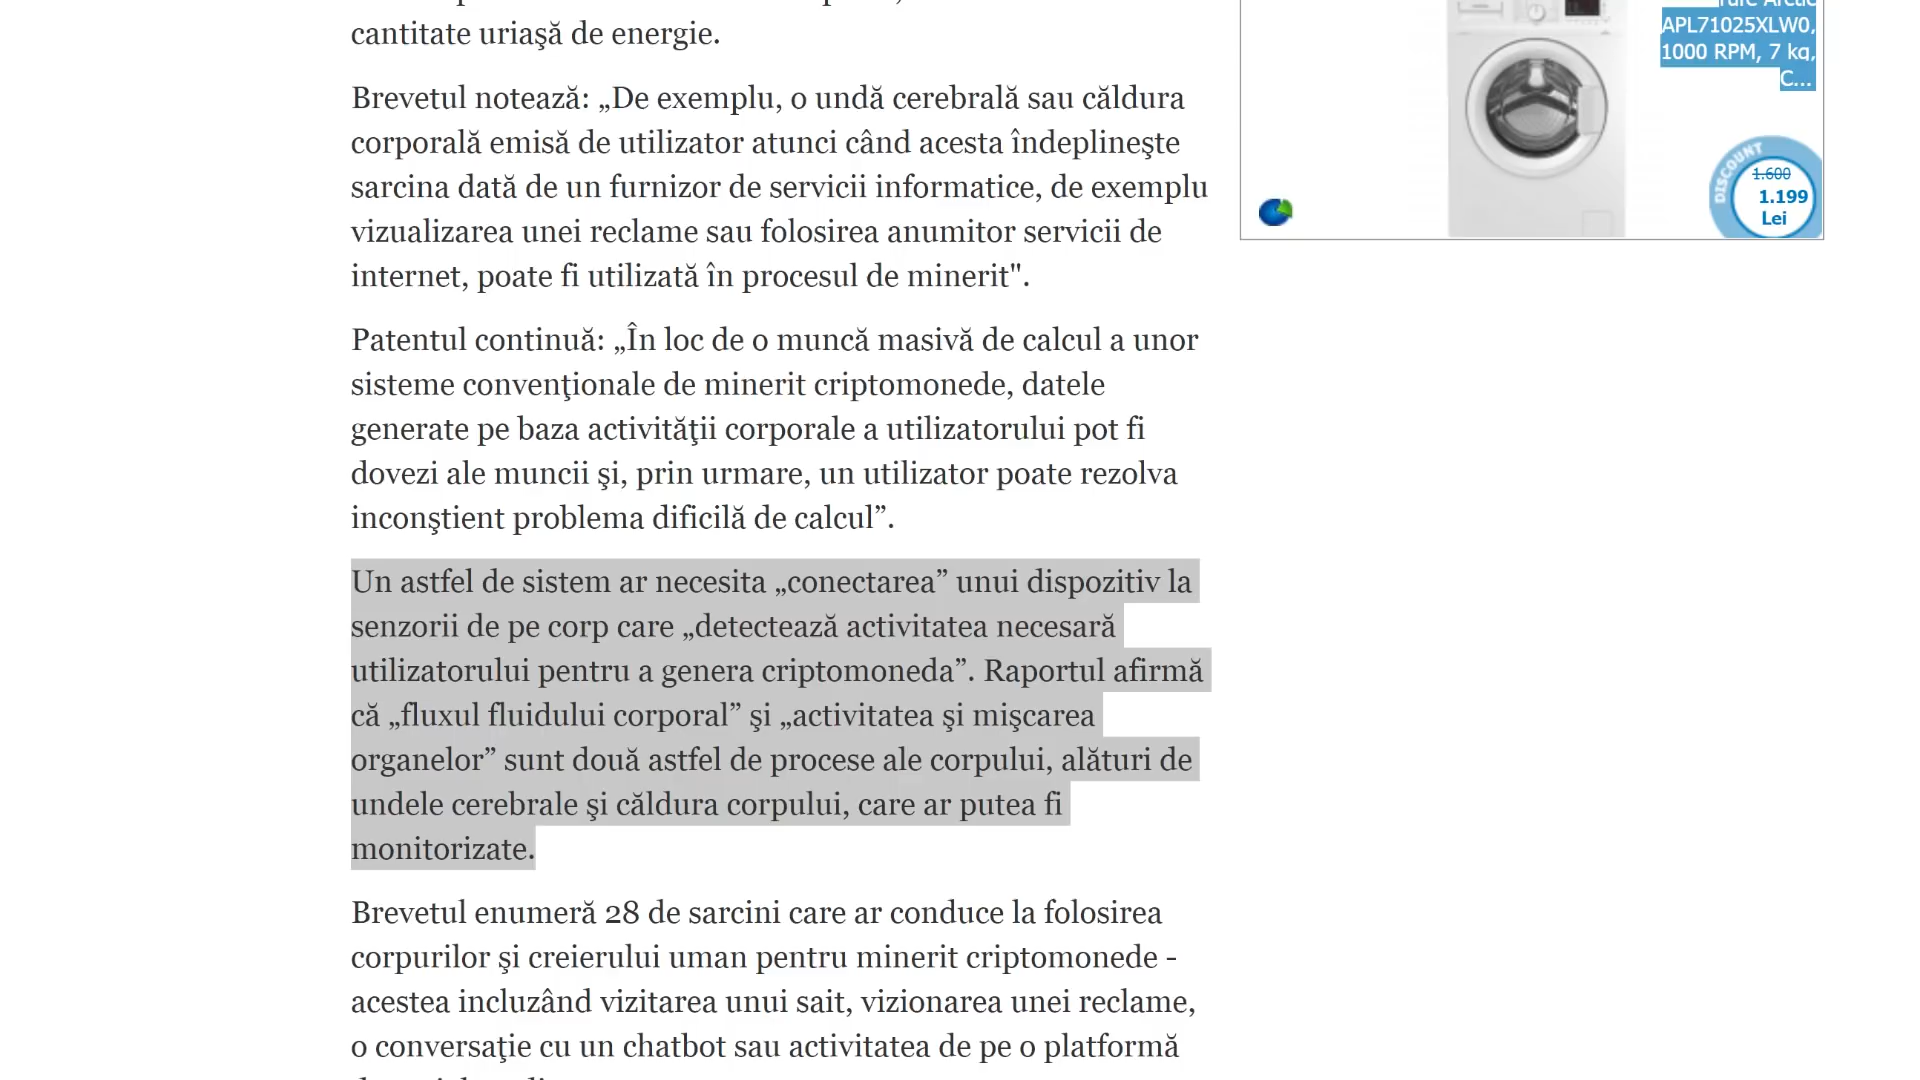 cantitate uriaşă de energie.
Brevetul notează: „De exemplu, o undă cerebrală sau căldura
corporală emisă de utilizator atunci când acesta îndeplineşte
sarcina dată de un furnizor de servicii informatice, de exemplu
vizualizarea unei reclame sau folosirea anumitor servicii de
internet, poate fi utilizată în procesul de minerit".
Patentul continuă: „În loc de o muncă masivă de calcul a unor
sisteme convenţionale de minerit criptomonede, datele
generate pe baza activităţii corporale a utilizatorului pot fi
dovezi ale muncii şi, prin urmare, un utilizator poate rezolva
inconştient problema dificilă de calcul”.
Un astfel de sistem ar necesita „conectarea” unui dispozitiv la
senzorii de pe corp care „detectează activitatea necesară
utilizatorului pentru a genera criptomoneda”. Raportul afirmă
că „fluxul fluidului corporal” şi „activitatea şi mişcarea
organelor” sunt două astfel de procese ale corpului, alături de
undele cerebrale şi căldura corpului, care ar putea fi
monitorizate.
Brevetul enumeră 28 de sarcini care ar conduce la folosirea
corpurilor şi creierului uman pentru minerit criptomonede -
acestea incluzând vizitarea unui sait, vizionarea unei reclame,
o conversaţie cu un chatbot sau activitatea de pe o platformă
Arctic
APL71025XLW0,
1000 RPM, 7 kg,
C...
DISCOUNT
1.600
1.199
Lei